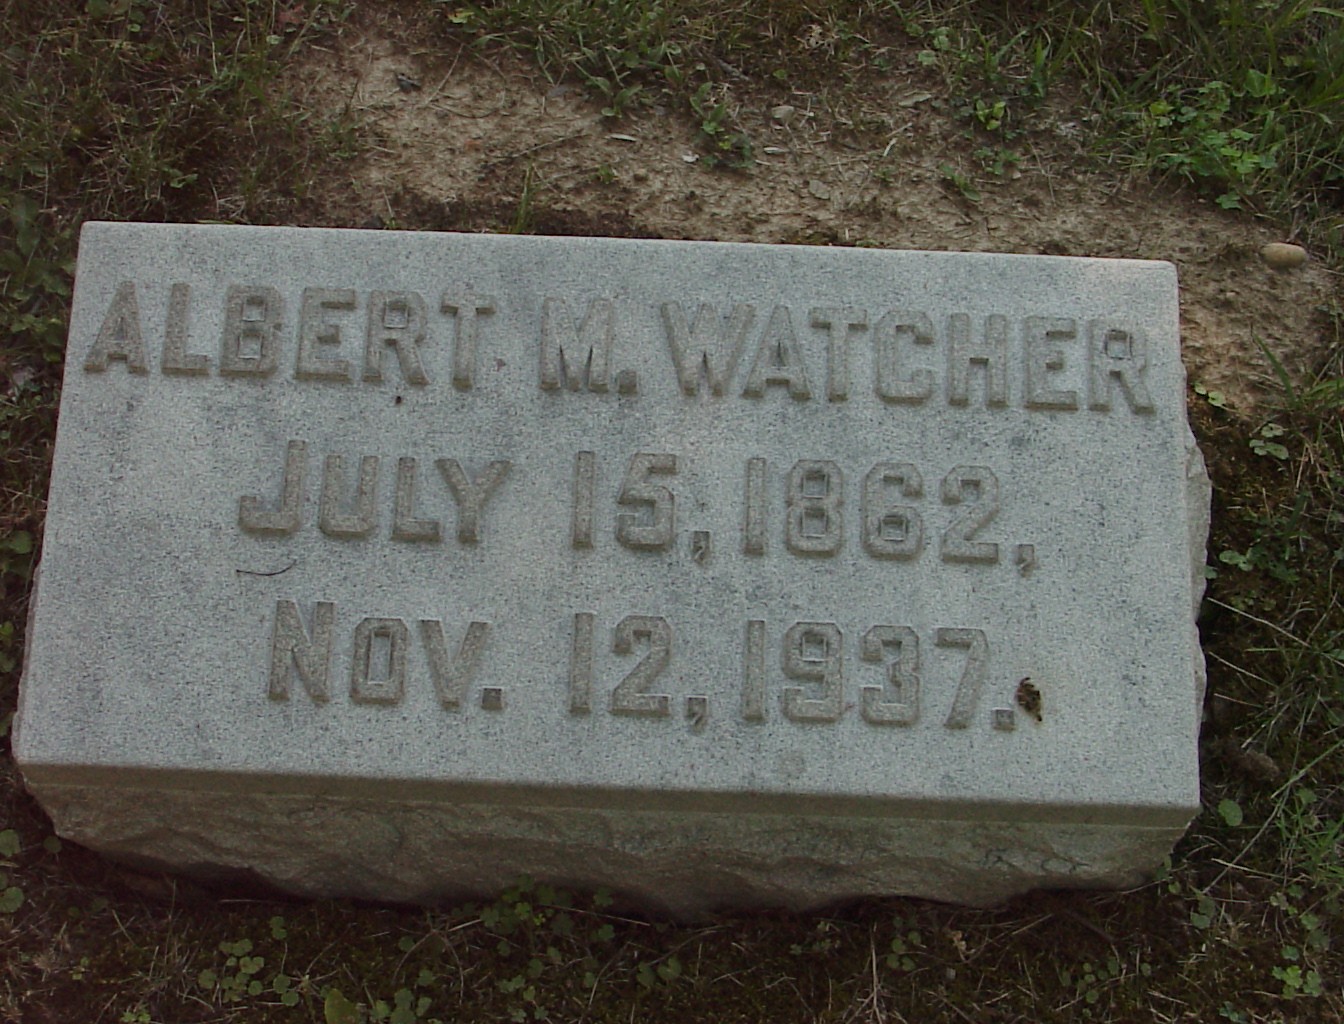 ALBERT M. WATCHER
JULY 15, 1862,
NOV. 12, 1937.